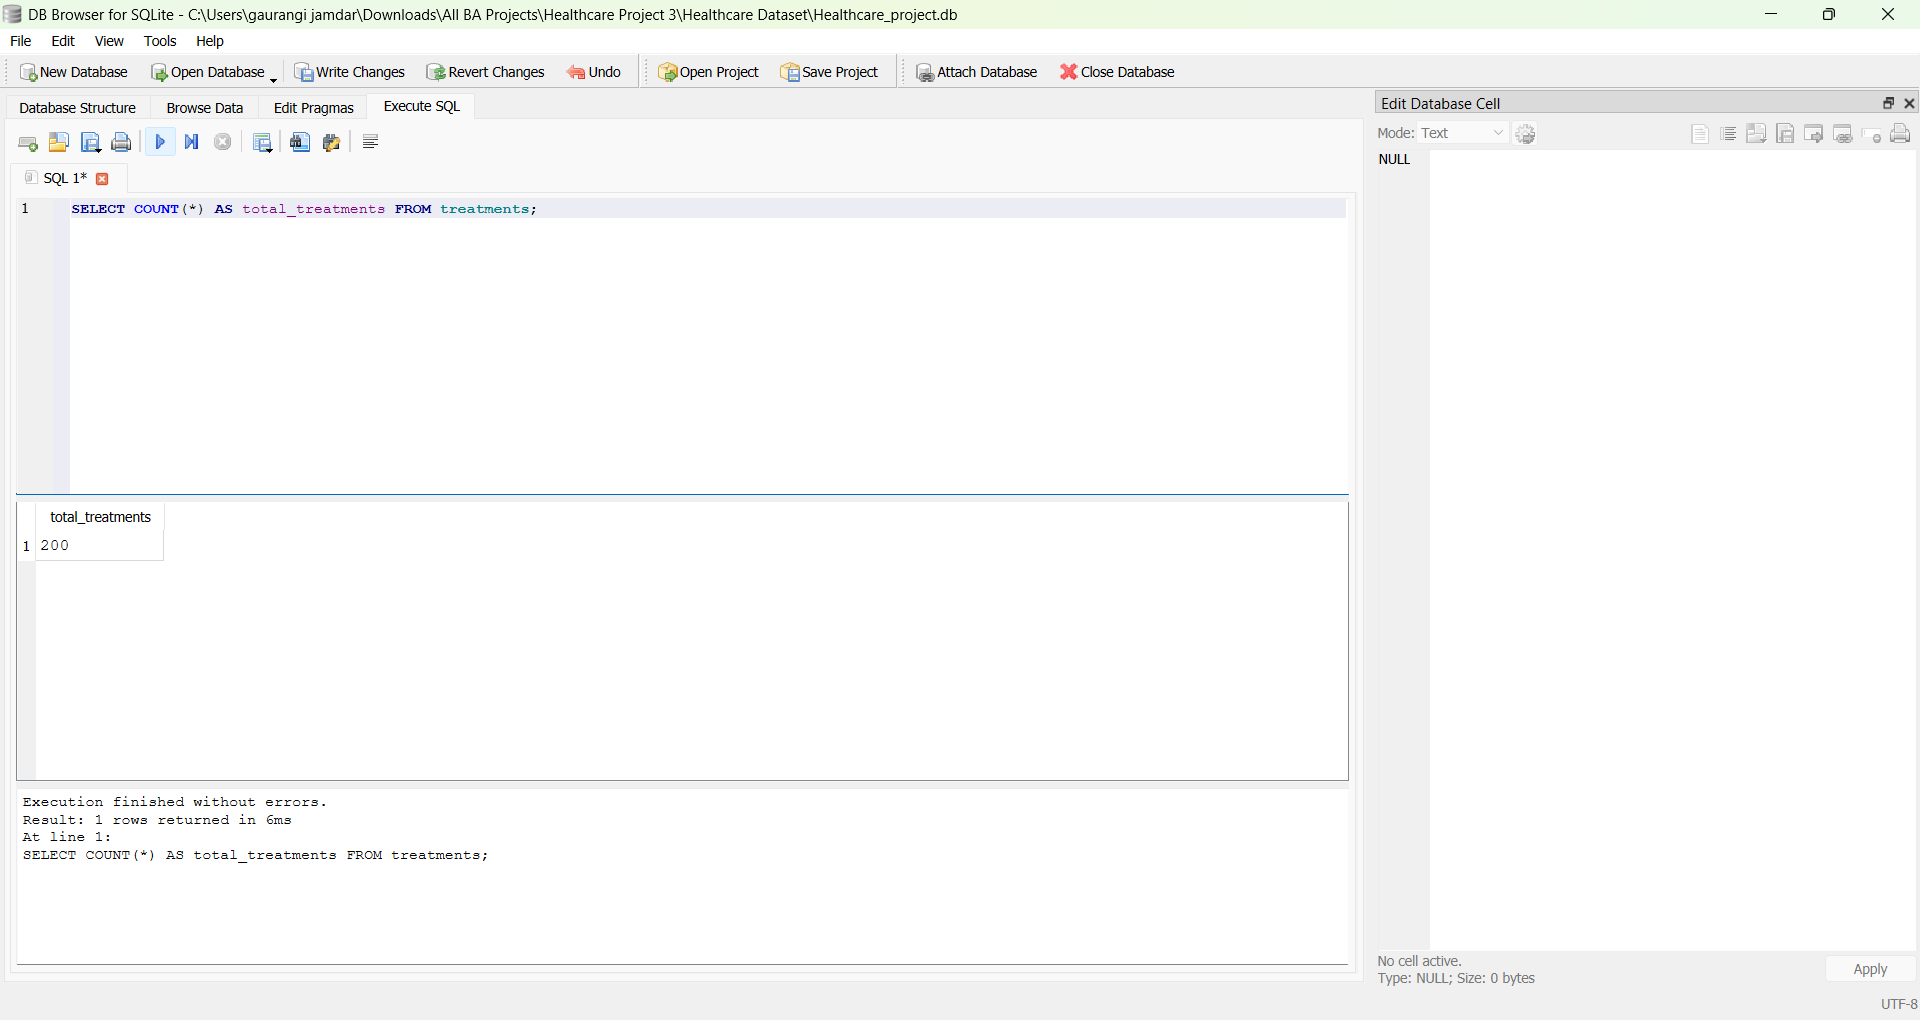 DB Browser for SQLite - C:\Users\gaurangi jamdar\Downloads\All BA Projects\Healthcare Project 3\Healthcare Dataset\Healthcare_project.db
File Edit View Tools Help
New Database Open Database Write Changes Revert Changes Undo Open Project Save Project Attach Database Close Database
Database Structure Browse Data Edit Pragmas Execute SQL
SQL 1*
1 SELECT COUNT(*) AS total_treatments FROM treatments;
total_treatments
1 200
Execution finished without errors.
Result: 1 rows returned in 6ms
At line 1:
SELECT COUNT(*) AS total_treatments FROM treatments;
Edit Database Cell
Mode: Text
NULL
No cell active.
Type: NULL; Size: 0 bytes
Apply
UTF-8